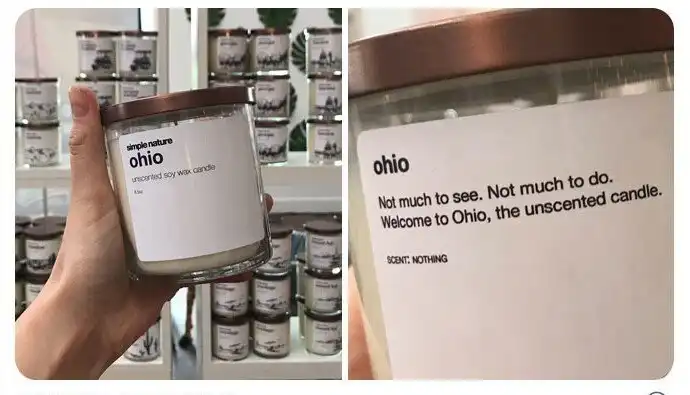 simple nature
ohio
unscented soy wax candle
ohio
Not much to see. Not much to do.
Welcome to Ohio, the unscented candle.
SCENT: NOTHING